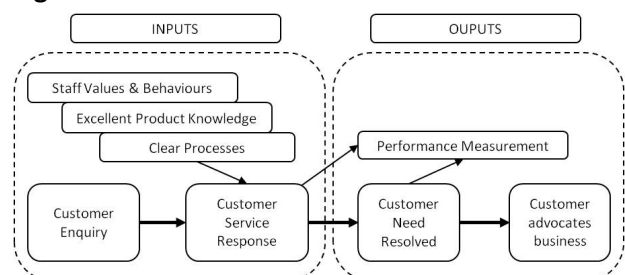 INPUTS
OUPUTS
Staff Values & Behaviours
Excellent Product Knowledge
Clear Processes
Performance Measurement
Customer
Enquiry
Customer
Service
Response
Customer
Need
Resolved
Customer
advocates
business